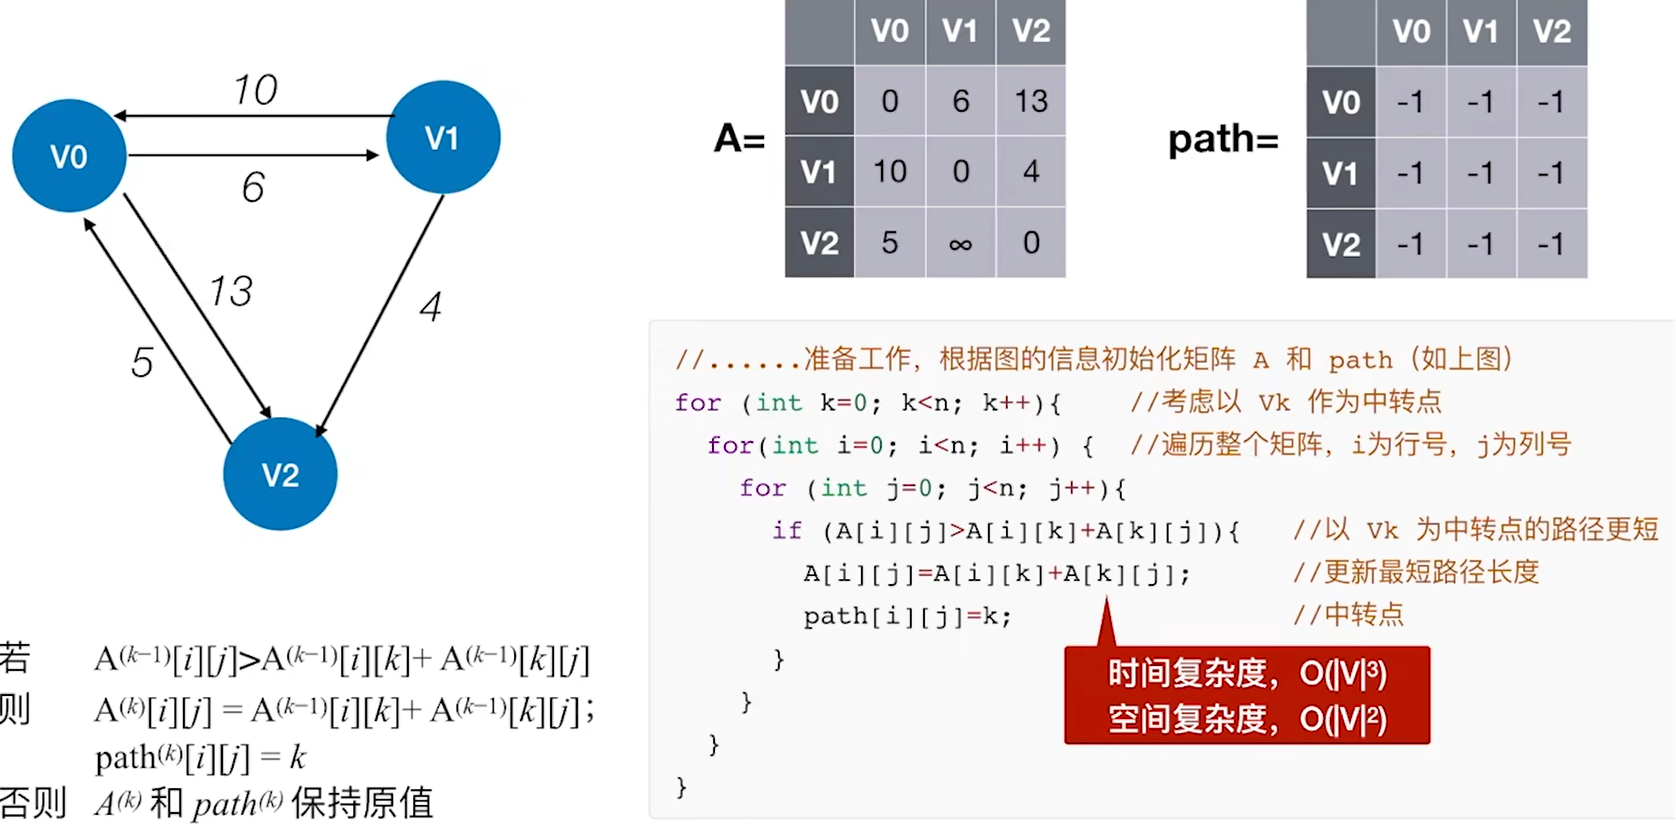 10
6
13
5
4
V0
V1
V2
A=
V0 V1 V2
V0 0 6 13
V1 10 0 4
V2 5 ∞ 0
path=
V0 V1 V2
V0 -1 -1 -1
V1 -1 -1 -1
V2 -1 -1 -1
//......准备工作，根据图的信息初始化矩阵 A 和 path（如上图）
for (int k=0; k<n; k++){ //考虑以 Vk 作为中转点
for(int i=0; i<n; i++) { //遍历整个矩阵，i为行号，j为列号
for (int j=0; j<n; j++){
if (A[i][j]>A[i][k]+A[k][j]){ //以 Vk 为中转点的路径更短
A[i][j]=A[i][k]+A[k][j]; //更新最短路径长度
path[i][j]=k; //中转点
}
}
}
}
时间复杂度，O(|V|³)
空间复杂度，O(|V|²)
若 A⁽ᵏ⁻¹⁾[i][j]>A⁽ᵏ⁻¹⁾[i][k]+ A⁽ᵏ⁻¹⁾[k][j]
则 A⁽ᵏ⁾[i][j] = A⁽ᵏ⁻¹⁾[i][k]+ A⁽ᵏ⁻¹⁾[k][j]；
path⁽ᵏ⁾[i][j] = k
否则 A⁽ᵏ⁾ 和 path⁽ᵏ⁾ 保持原值